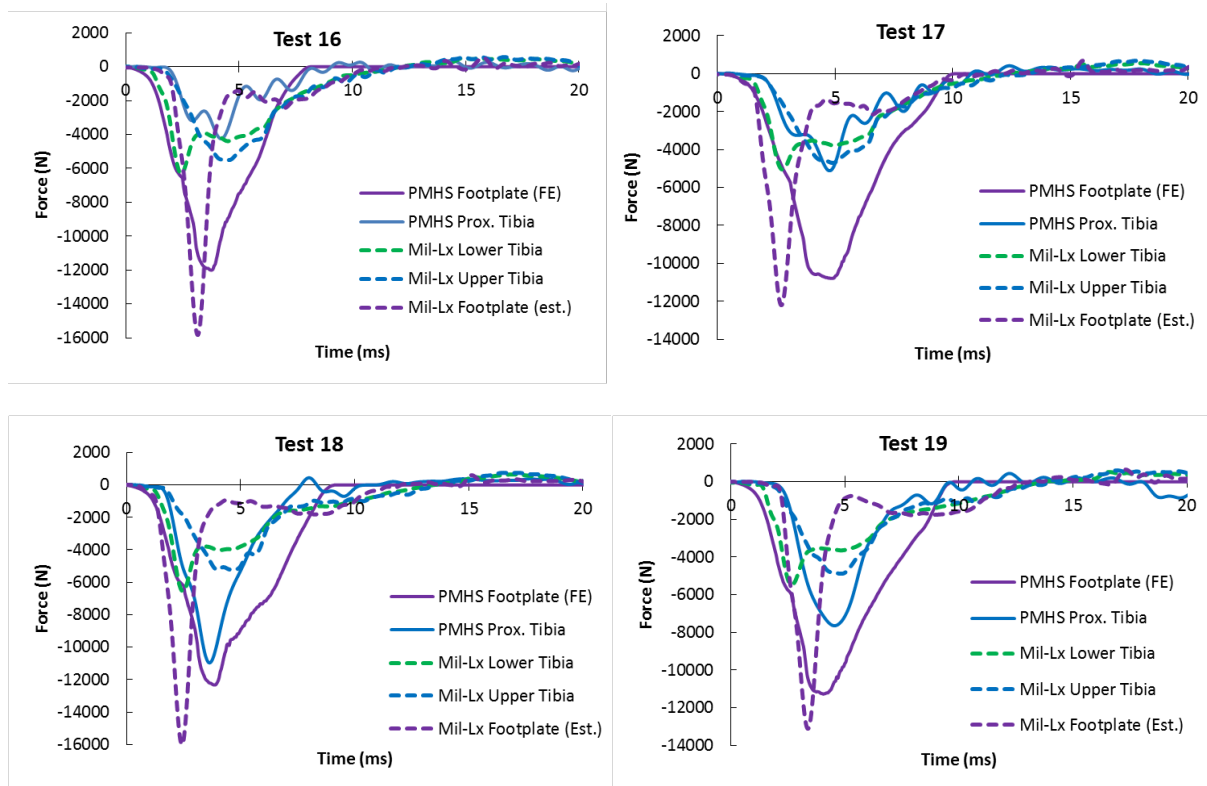 Test 16
2000
0
-2000
-4000
-6000
-8000
-10000
-12000
-14000
-16000
0
5
10
15
20
Force (N)
Time (ms)
PMHS Footplate (FE)
PMHS Prox. Tibia
Mil-Lx Lower Tibia
Mil-Lx Upper Tibia
Mil-Lx Footplate (est.)
Test 17
2000
0
-2000
-4000
-6000
-8000
-10000
-12000
-14000
0
5
10
15
20
Force (N)
Time (ms)
PMHS Footplate (FE)
PMHS Prox. Tibia
Mil-Lx Lower Tibia
Mil-Lx Upper Tibia
Mil-Lx Footplate (Est.)
Test 18
2000
0
-2000
-4000
-6000
-8000
-10000
-12000
-14000
-16000
0
5
10
15
20
Force (N)
Time (ms)
PMHS Footplate (FE)
PMHS Prox. Tibia
Mil-Lx Lower Tibia
Mil-Lx Upper Tibia
Mil-Lx Footplate (Est.)
Test 19
2000
0
-2000
-4000
-6000
-8000
-10000
-12000
-14000
0
5
10
15
20
Force (N)
Time (ms)
PMHS Footplate (FE)
PMHS Prox. Tibia
Mil-Lx Lower Tibia
Mil-Lx Upper Tibia
Mil-Lx Footplate (Est.)